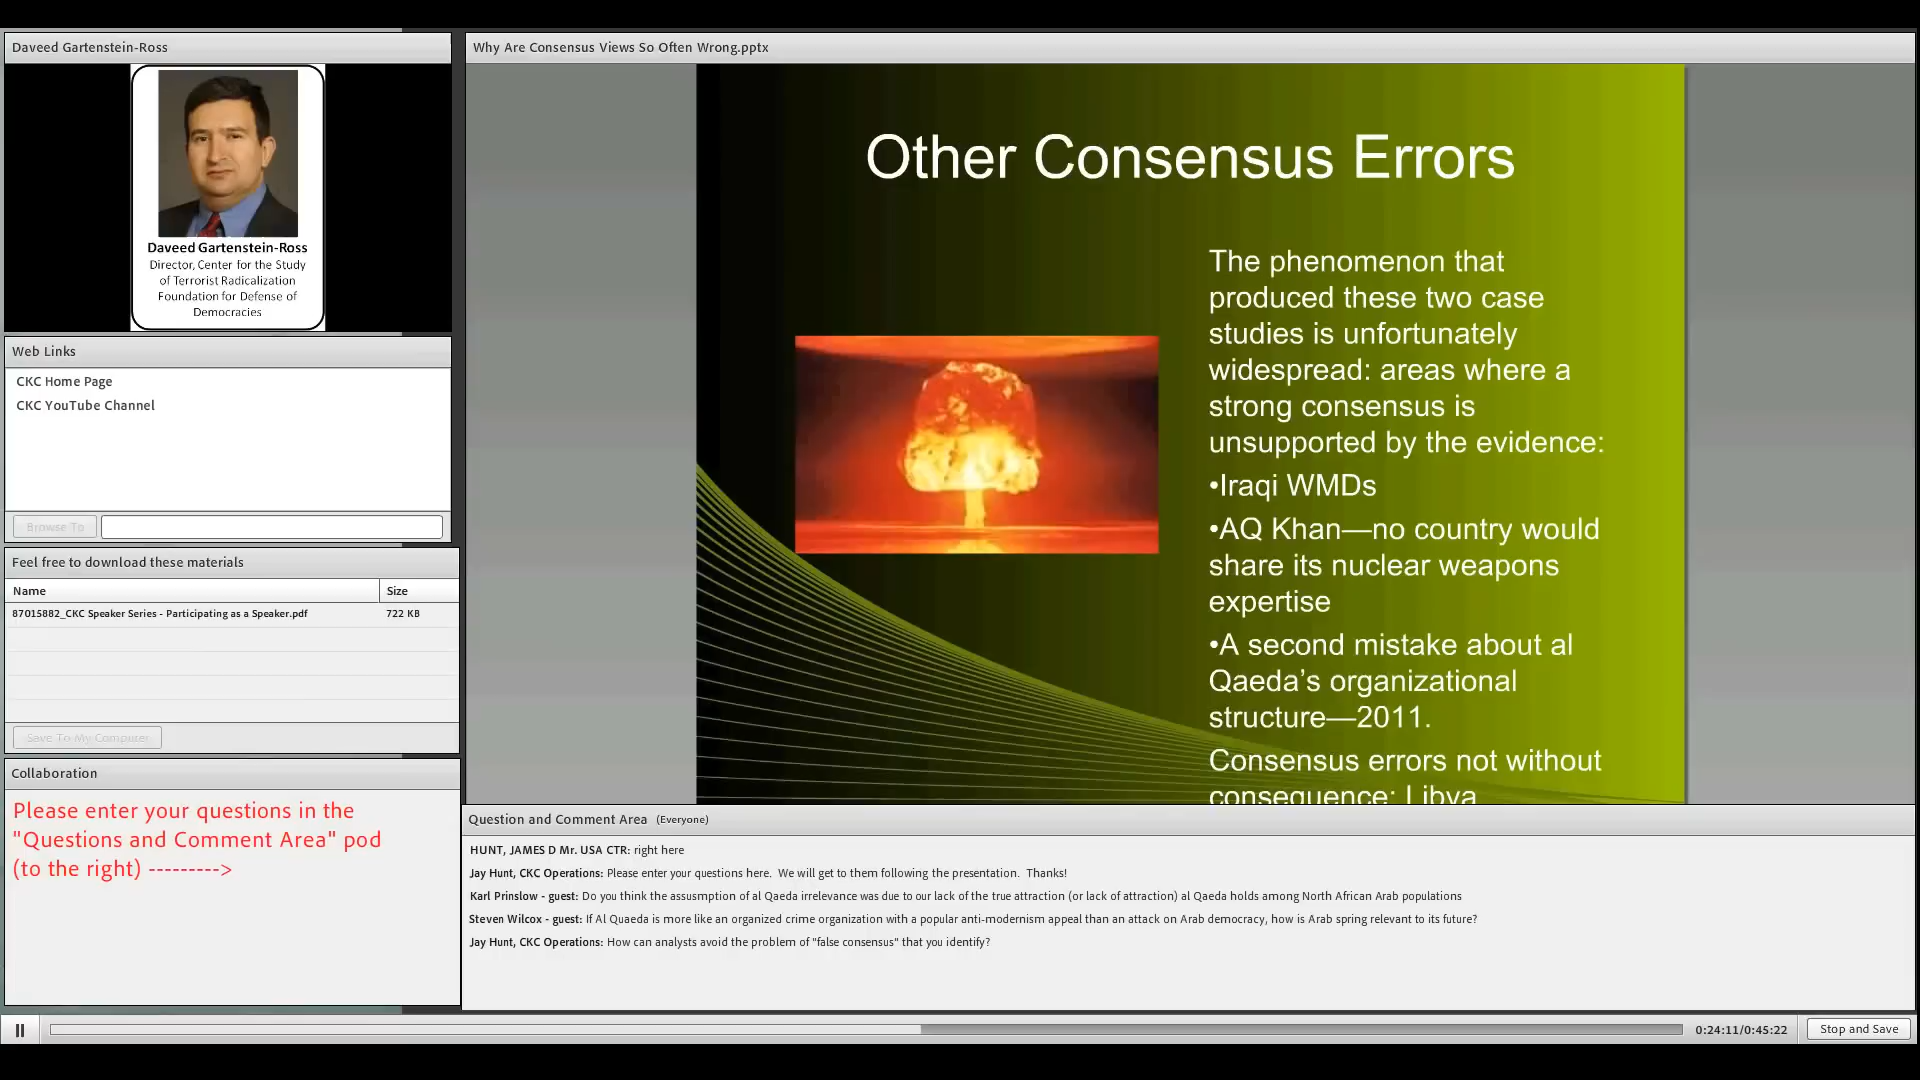 Daveed Gartenstein-Ross
Daveed Gartenstein-Ross
Director, Center for the Study
of Terrorist Radicalization
Foundation for Defense of
Democracies
Web Links
CKC Home Page
CKC YouTube Channel
Browse To
Feel free to download these materials
Name Size
87015882_CKC Speaker Series - Participating as a Speaker.pdf 722 KB
Save To My Computer
Collaboration
Please enter your questions in the
"Questions and Comment Area" pod
(to the right) --------->
Why Are Consensus Views So Often Wrong.pptx
Other Consensus Errors
The phenomenon that
produced these two case
studies is unfortunately
widespread: areas where a
strong consensus is
unsupported by the evidence:
•Iraqi WMDs
•AQ Khan—no country would
share its nuclear weapons
expertise
•A second mistake about al
Qaeda’s organizational
structure—2011.
Consensus errors not without
consequence: Libya
Question and Comment Area (Everyone)
HUNT, JAMES D Mr. USA CTR: right here
Jay Hunt, CKC Operations: Please enter your questions here. We will get to them following the presentation. Thanks!
Karl Prinslow - guest: Do you think the assusmption of al Qaeda irrelevance was due to our lack of the true attraction (or lack of attraction) al Qaeda holds among North African Arab populations
Steven Wilcox - guest: If Al Quaeda is more like an organized crime organization with a popular anti-modernism appeal than an attack on Arab democracy, how is Arab spring relevant to its future?
Jay Hunt, CKC Operations: How can analysts avoid the problem of "false consensus" that you identify?
0:24:11/0:45:22
Stop and Save